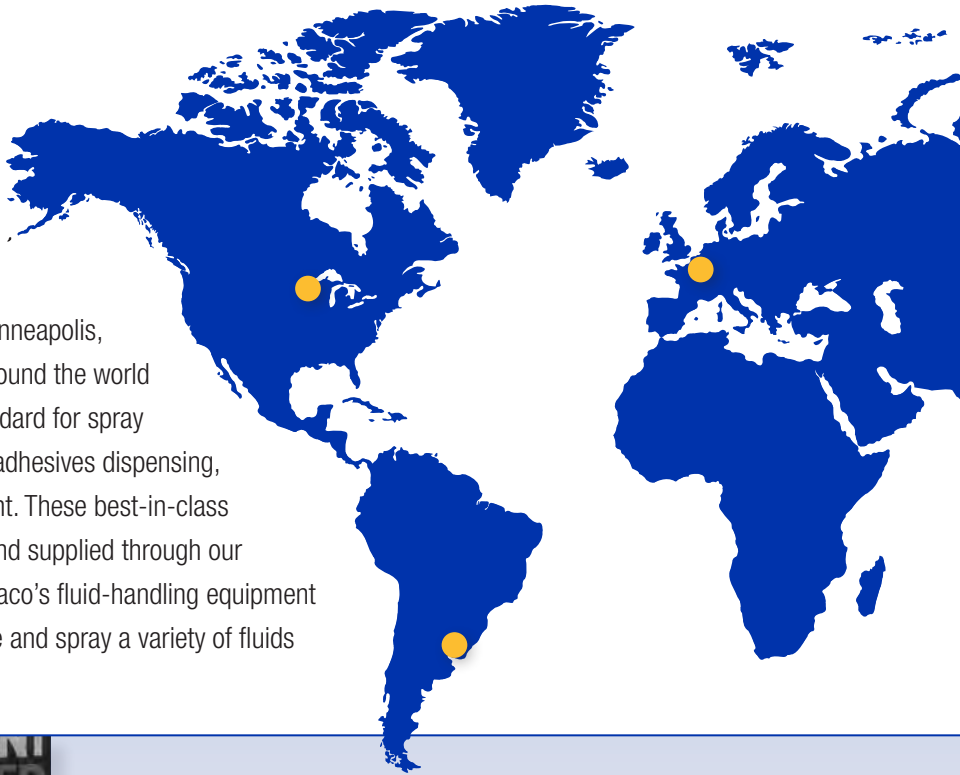 nneapolis,
ound the world
dard for spray
adhesives dispensing,
nt. These best-in-class
nd supplied through our
aco’s fluid-handling equipment
e and spray a variety of fluids